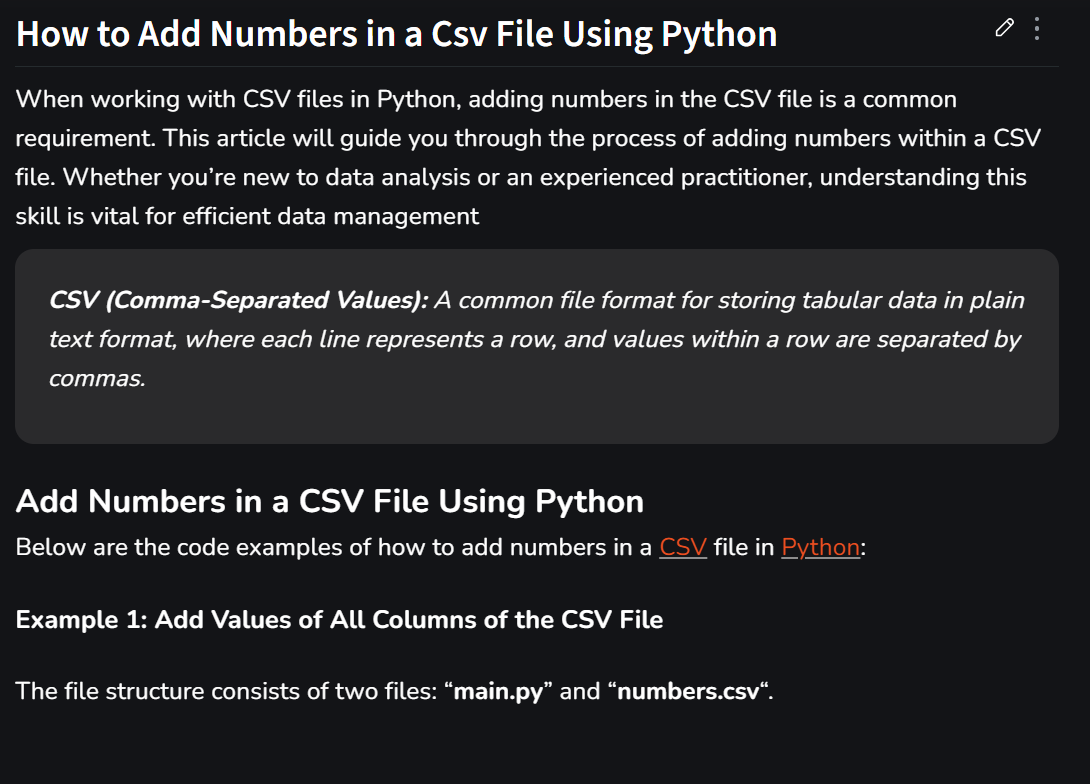 How to Add Numbers in a Csv File Using Python
When working with CSV files in Python, adding numbers in the CSV file is a common
requirement. This article will guide you through the process of adding numbers within a CSV
file. Whether you’re new to data analysis or an experienced practitioner, understanding this
skill is vital for efficient data management
CSV (Comma-Separated Values): A common file format for storing tabular data in plain
text format, where each line represents a row, and values within a row are separated by
commas.
Add Numbers in a CSV File Using Python
Below are the code examples of how to add numbers in a CSV file in Python:
Example 1: Add Values of All Columns of the CSV File
The file structure consists of two files: “main.py” and “numbers.csv“.